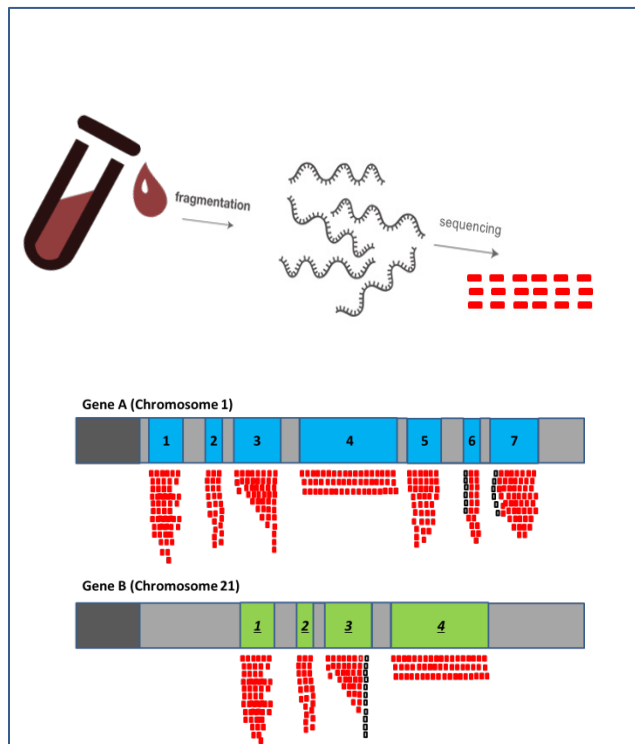 fragmentation
sequencing
Gene A (Chromosome 1)
1 2 3 4 5 6 7
Gene B (Chromosome 21)
1 2 3 4